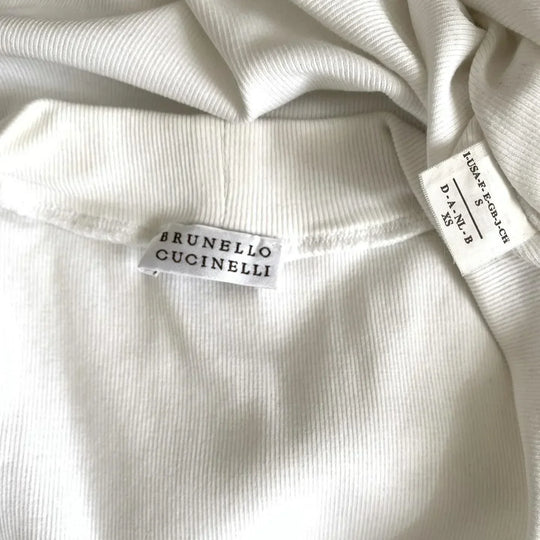 BRUNELLO
CUCINELLI
I-USA-F-E-GB-J-CH
S
D-A-NL-B
XS